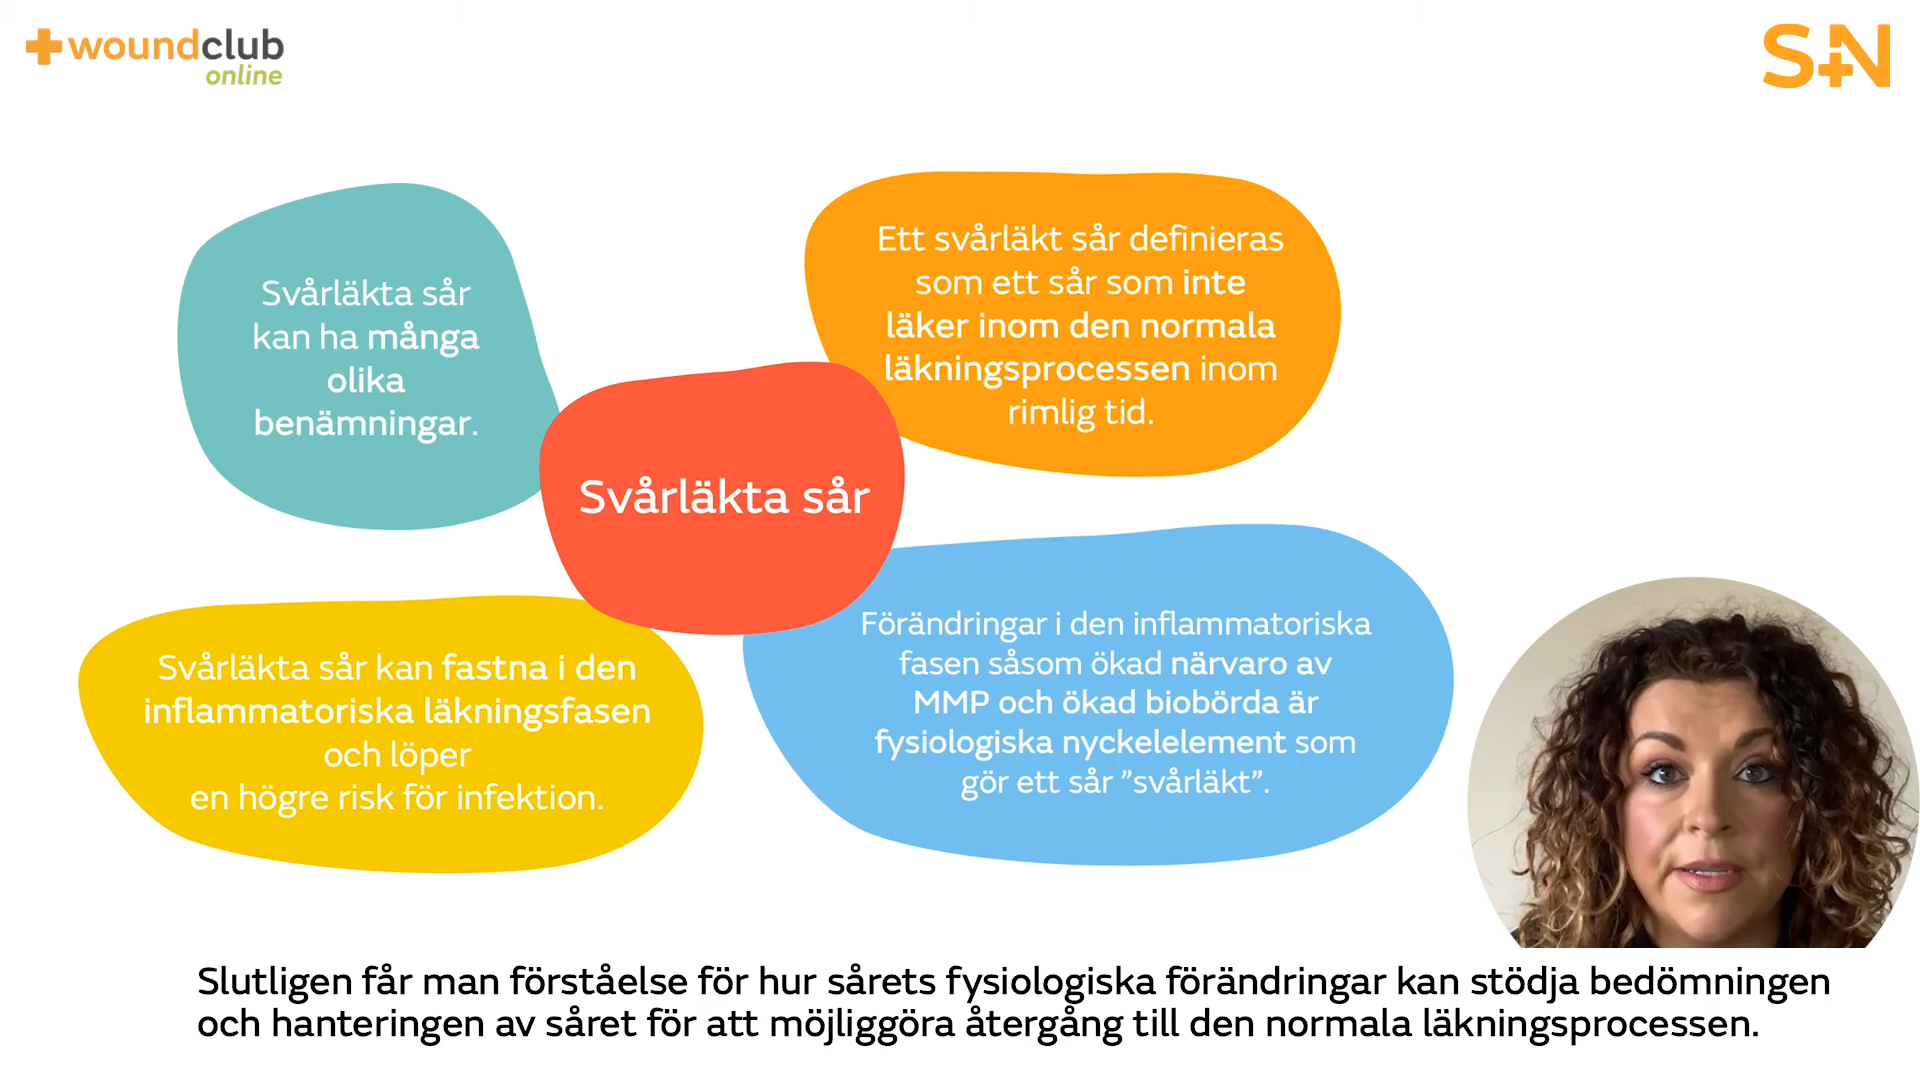 woundclub
online
S+N
Svårläkta sår
kan ha många
olika
benämningar.
Ett svårläkt sår definieras
som ett sår som inte
läker inom den normala
läkningsprocessen inom
rimlig tid.
Svårläkta sår
Svårläkta sår kan fastna i den
inflammatoriska läkningsfasen
och löper
en högre risk för infektion.
Förändringar i den inflammatoriska
fasen såsom ökad närvaro av
MMP och ökad biobörda är
fysiologiska nyckelelement som
gör ett sår ”svårläkt”.
Slutligen får man förståelse för hur sårets fysiologiska förändringar kan stödja bedömningen
och hanteringen av såret för att möjliggöra återgång till den normala läkningsprocessen.